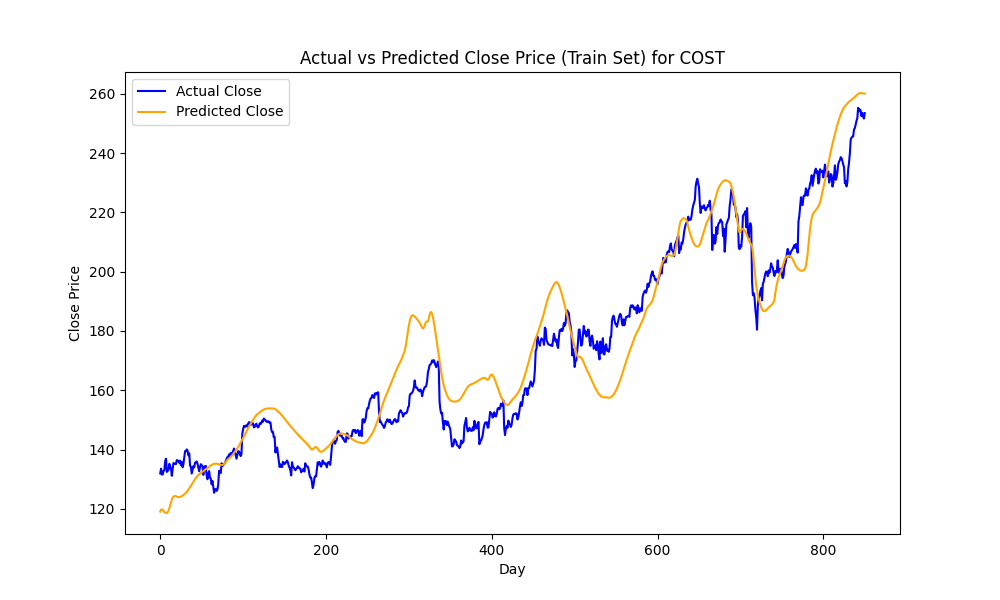 Actual vs Predicted Close Price (Train Set) for COST
Actual Close
Predicted Close
260
240
220
200
180
160
140
120
Close Price
0 200 400 600 800
Day